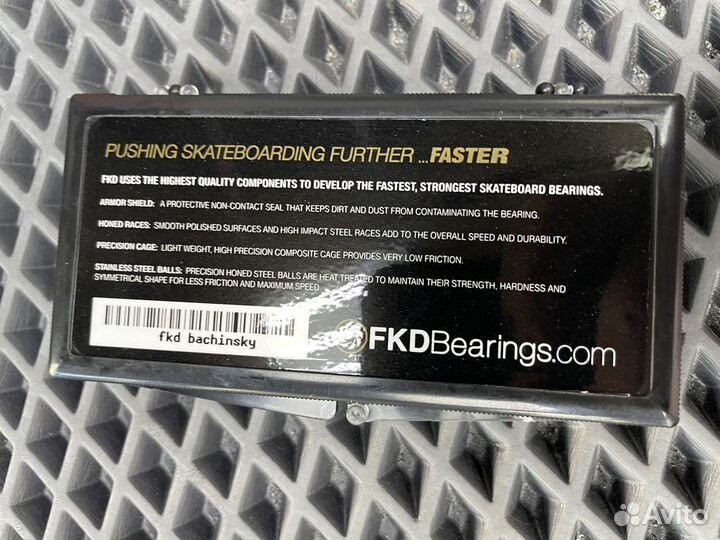 PUSHING SKATEBOARDING FURTHER ...FASTER
FKD USES THE HIGHEST QUALITY COMPONENTS TO DEVELOP THE FASTEST, STRONGEST SKATEBOARD BEARINGS.
ARMOR SHIELD: A PROTECTIVE NON-CONTACT SEAL THAT KEEPS DIRT AND DUST FROM CONTAMINATING THE BEARING.
HONED RACES: SMOOTH POLISHED SURFACES AND HIGH IMPACT STEEL RACES ADD TO THE OVERALL SPEED AND DURABILITY.
PRECISION CAGE: LIGHT WEIGHT, HIGH PRECISION COMPOSITE CAGE PROVIDES VERY LOW FRICTION.
STAINLESS STEEL BALLS: PRECISION HONED STEEL BALLS ARE HEAT TREATED TO MAINTAIN THEIR STRENGTH, HARDNESS AND
SYMMETRICAL SHAPE FOR LESS FRICTION AND MAXIMUM SPEED.
fkd bachinsky
FKDBearings.com
Avito